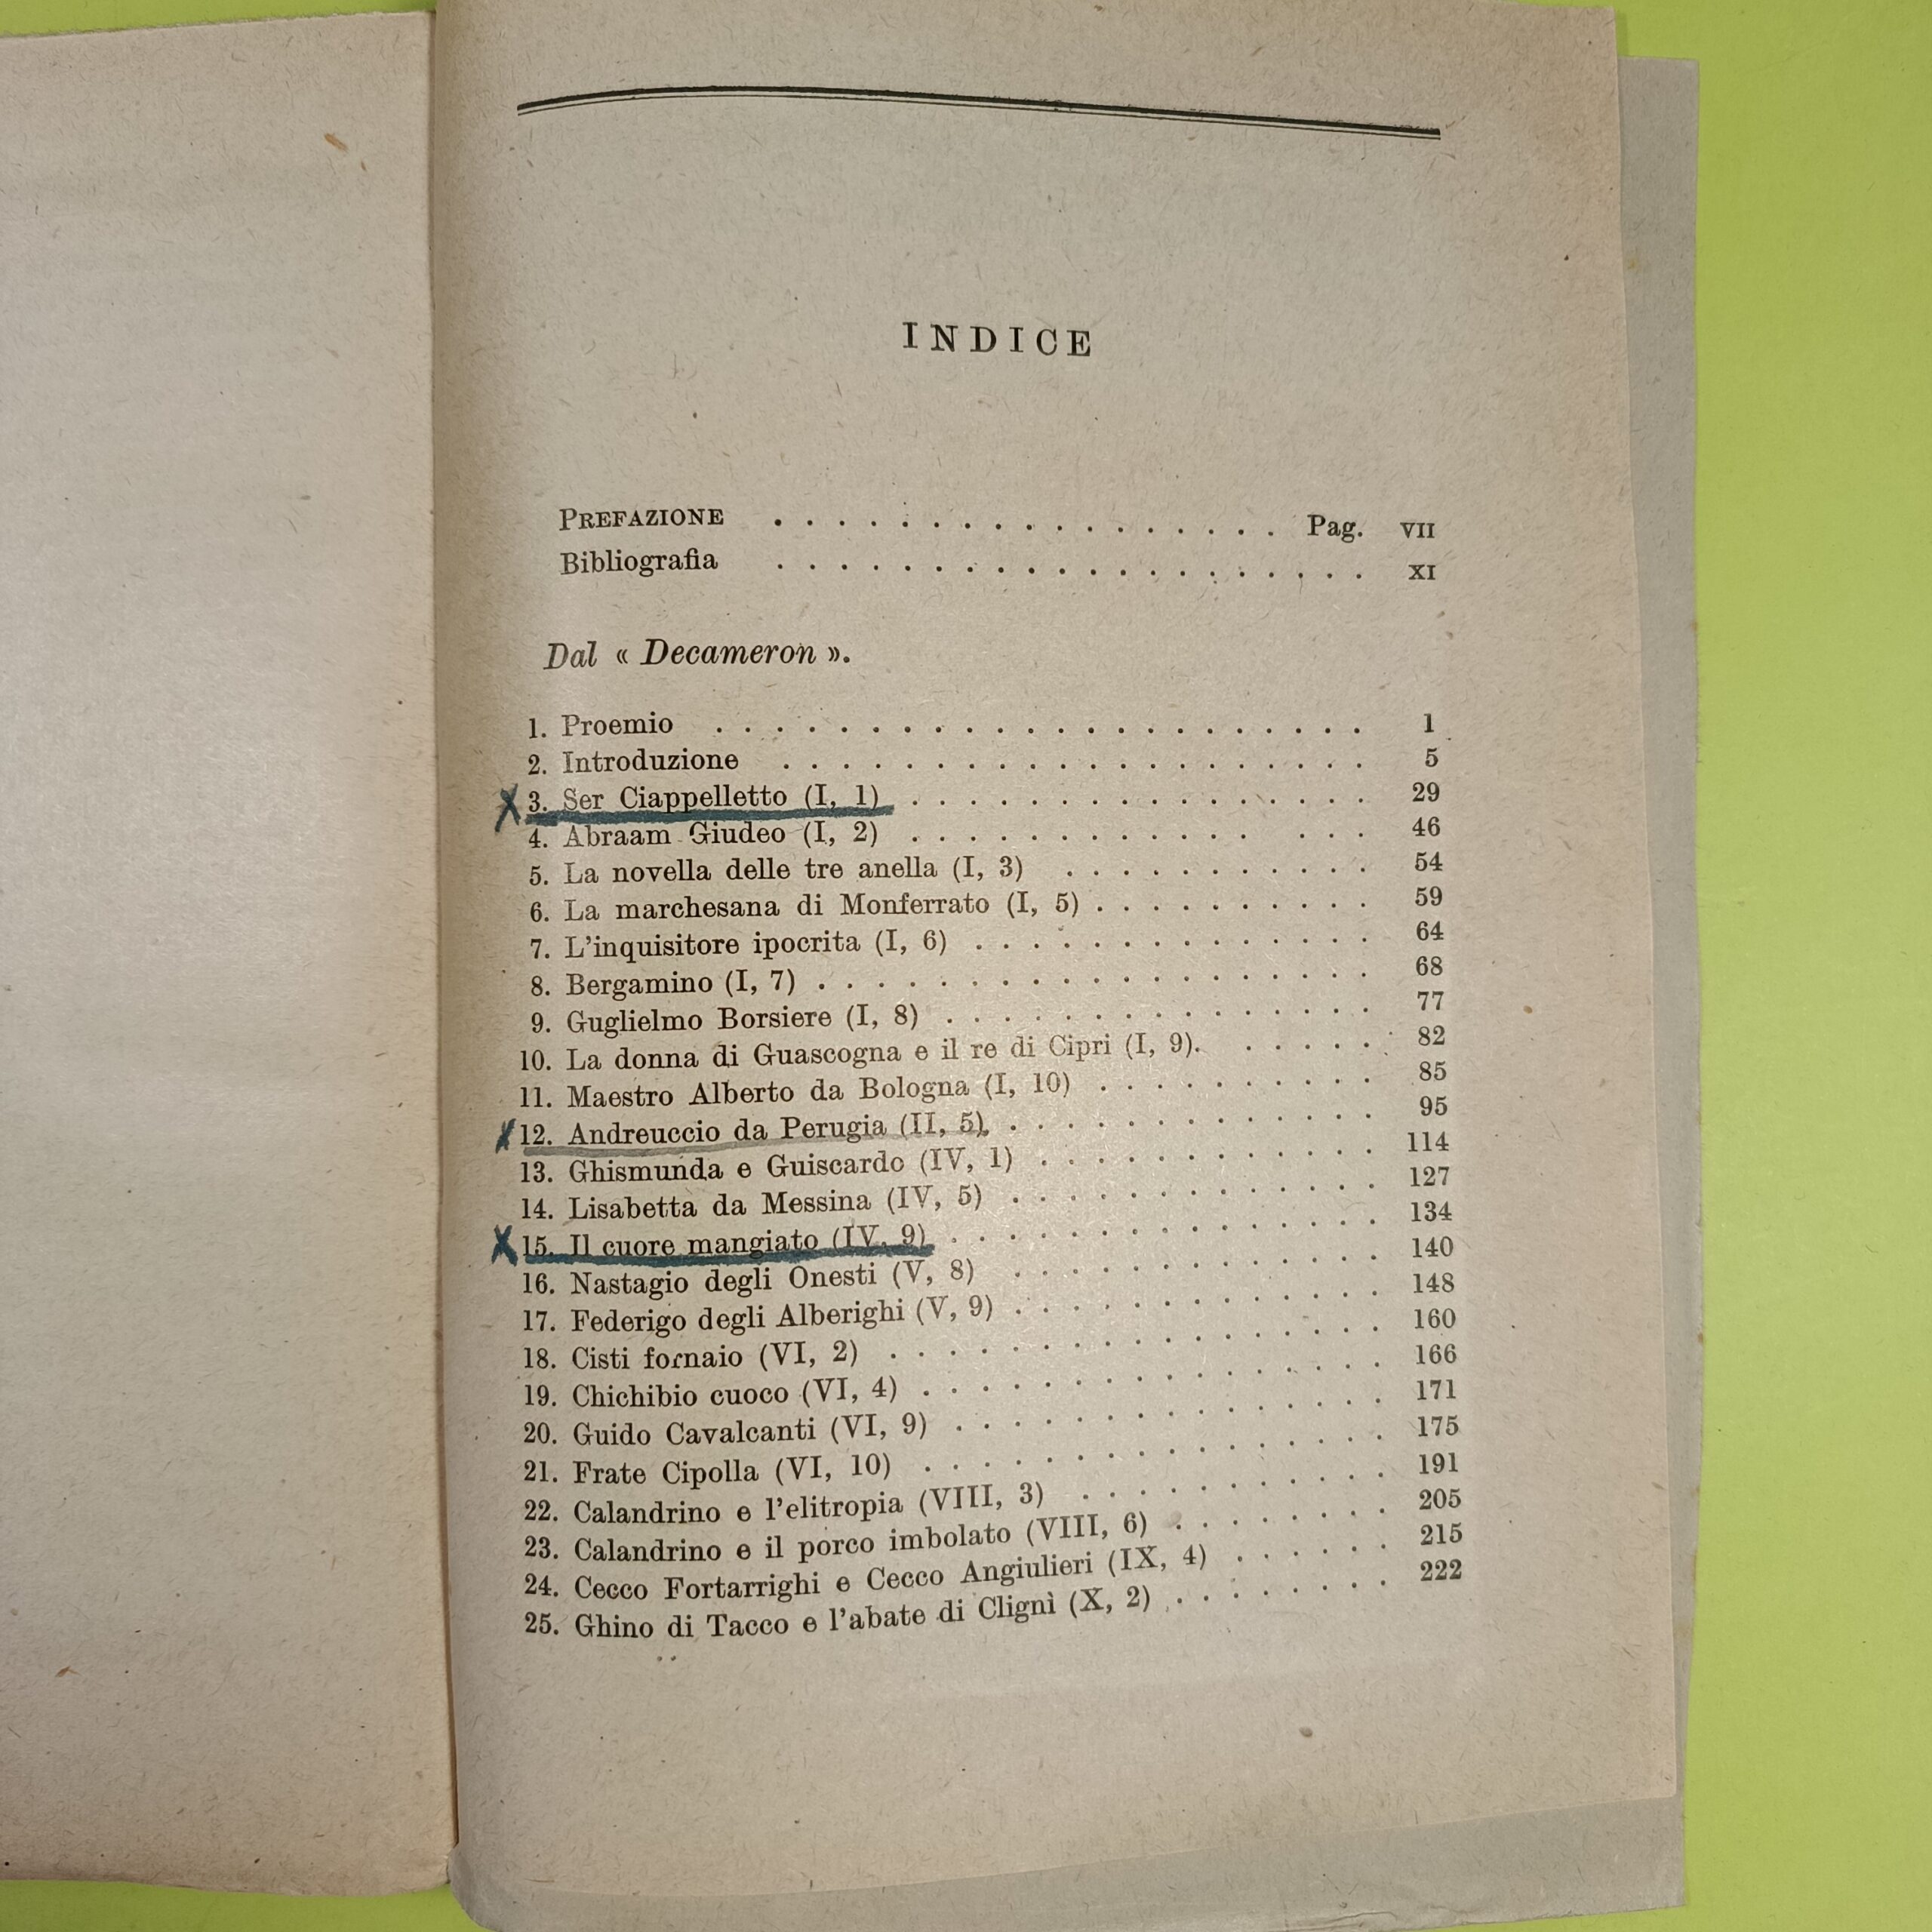 INDICE
PREFAZIONE . . . . . . . . . . . . . . . . . Pag. VII
Bibliografia . . . . . . . . . . . . . . . . . . . . XI
Dal « Decameron ».
1. Proemio . . . . . . . . . . . . . . . . . . . . . . 1
2. Introduzione . . . . . . . . . . . . . . . . . . . . 5
3. Ser Ciappelletto (I, 1) . . . . . . . . . . . . . . . . 29
4. Abraam Giudeo (I, 2) . . . . . . . . . . . . . . . 46
5. La novella delle tre anella (I, 3) . . . . . . . . . . . 54
6. La marchesana di Monferrato (I, 5) . . . . . . . . . . 59
7. L'inquisitore ipocrita (I, 6) . . . . . . . . . . . . . . 64
8. Bergamino (I, 7) . . . . . . . . . . . . . . . . . . . 68
9. Guglielmo Borsiere (I, 8) . . . . . . . . . . . . . . . 77
10. La donna di Guascogna e il re di Cipri (I, 9). . . . . . 82
11. Maestro Alberto da Bologna (I, 10) . . . . . . . . . . 85
12. Andreuccio da Perugia (II, 5) . . . . . . . . . . . . . 95
13. Ghismunda e Guiscardo (IV, 1) . . . . . . . . . . . . 114
14. Lisabetta da Messina (IV, 5) . . . . . . . . . . . . . 127
15. Il cuore mangiato (IV, 9) . . . . . . . . . . . . . . . 134
16. Nastagio degli Onesti (V, 8) . . . . . . . . . . . . . 140
17. Federigo degli Alberighi (V, 9) . . . . . . . . . . . . . 148
18. Cisti fornaio (VI, 2) . . . . . . . . . . . . . . . . . 160
19. Chichibio cuoco (VI, 4) . . . . . . . . . . . . . . . . 166
20. Guido Cavalcanti (VI, 9) . . . . . . . . . . . . . . . 171
21. Frate Cipolla (VI, 10) . . . . . . . . . . . . . . . . 175
22. Calandrino e l'elitropia (VIII, 3) . . . . . . . . . . . 191
23. Calandrino e il porco imbolato (VIII, 6) . . . . . . . . 205
24. Cecco Fortarrighi e Cecco Angiulieri (IX, 4) . . . . . . 215
25. Ghino di Tacco e l'abate di Clignì (X, 2) . . . . . . . . 222